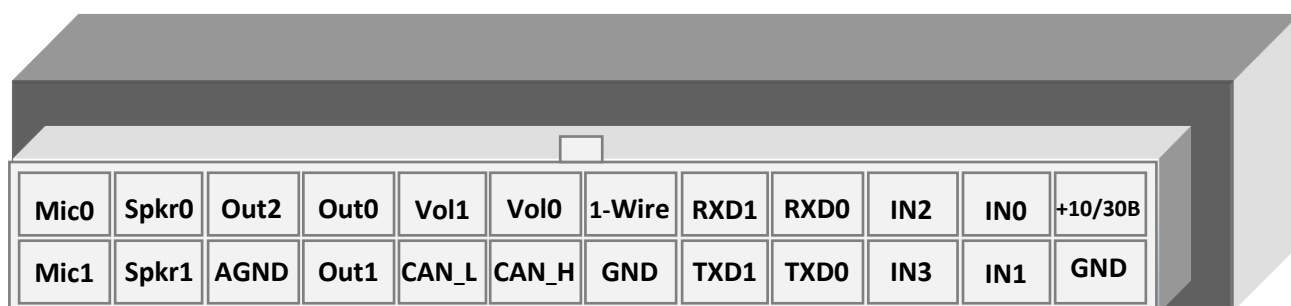 Mic0 Spkr0 Out2 Out0 Vol1 Vol0 1-Wire RXD1 RXD0 IN2 IN0 +10/30В
Mic1 Spkr1 AGND Out1 CAN_L CAN_H GND TXD1 TXD0 IN3 IN1 GND